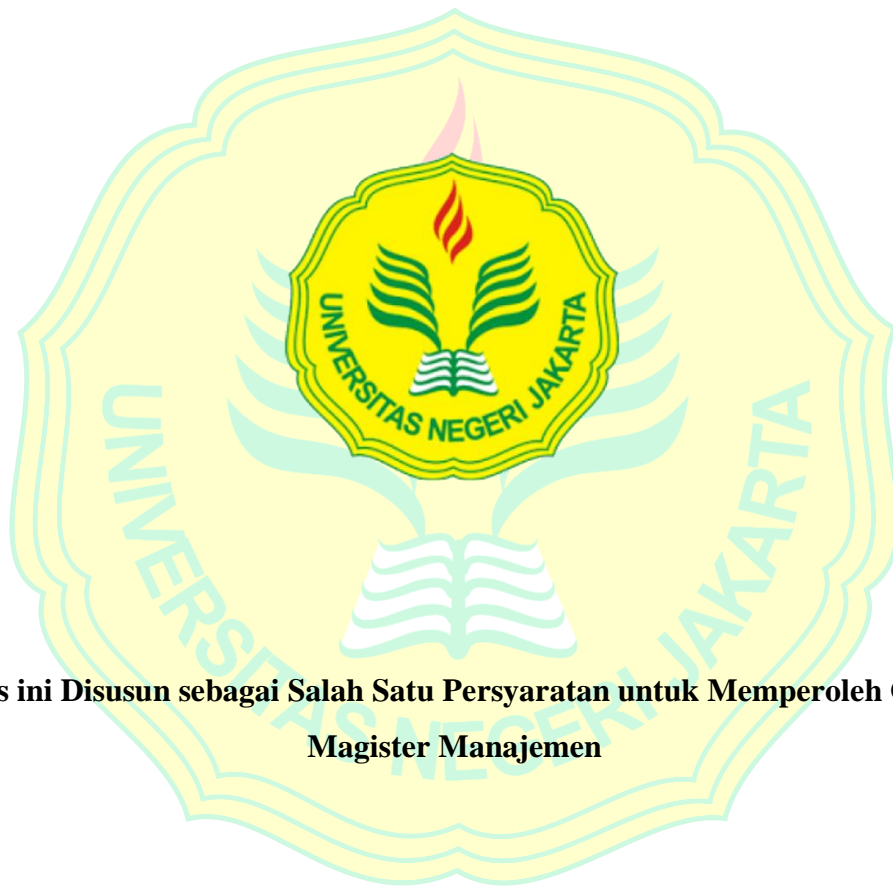 UNIVERSITAS NEGERI JAKARTA
UNIVERSITAS NEGERI JAKARTA
ini Disusun sebagai Salah Satu Persyaratan untuk Memperoleh
Magister Manajemen